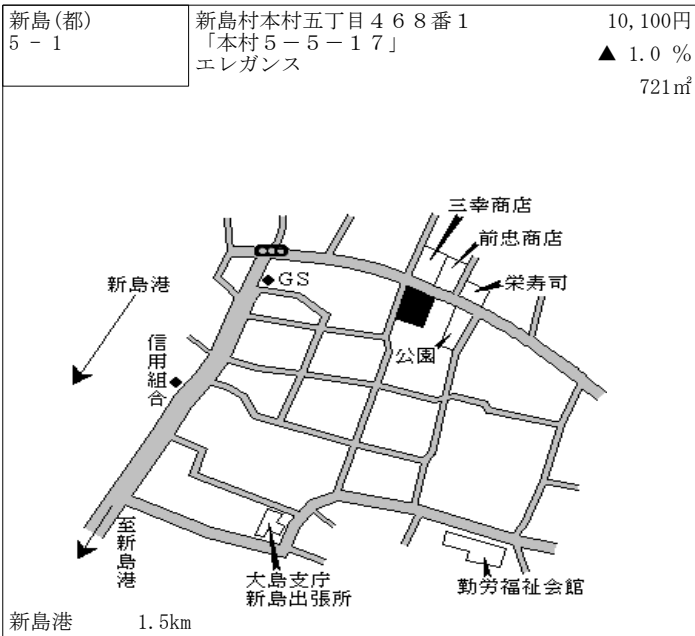 新島(都)
5 - 1
新島村本村五丁目４６８番１
「本村５－５－１７」
エレガンス
10,100円
▲ 1.0 %
721㎡
三幸商店
前忠商店
栄寿司
新島港
GS
信用組合
公園
至新島港
大島支庁
新島出張所
勤労福祉会館
新島港 1.5km